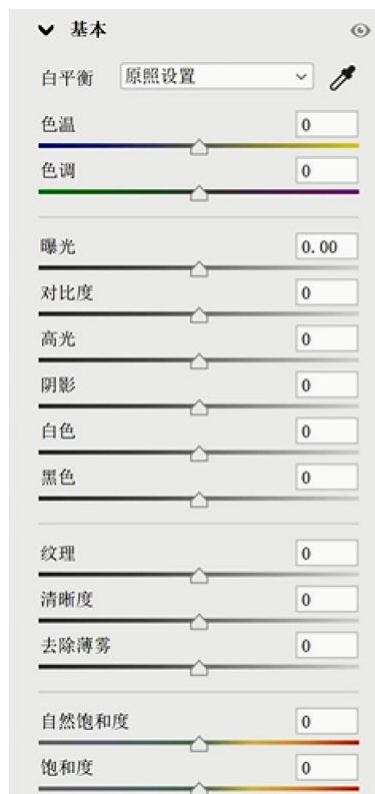 基本
白平衡 原照设置
色温 0
色调 0
曝光 0.00
对比度 0
高光 0
阴影 0
白色 0
黑色 0
纹理 0
清晰度 0
去除薄雾 0
自然饱和度 0
饱和度 0